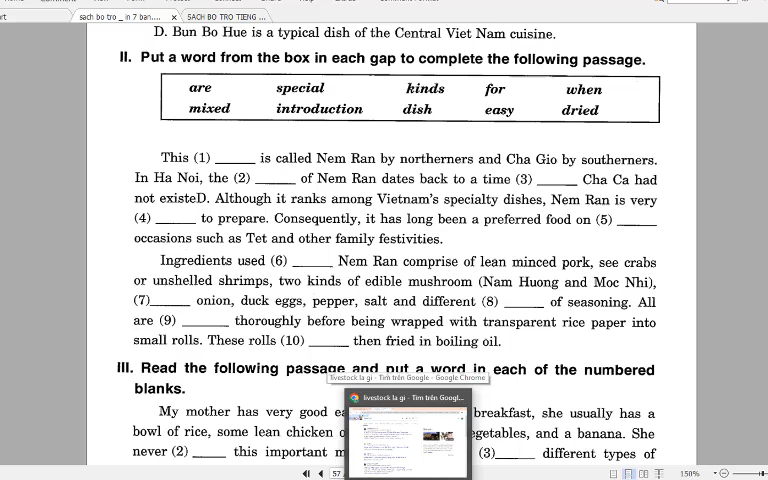 sach bo tro _ in 7 ban....
SACH BO TRO TIENG ...
D. Bun Bo Hue is a typical dish of the Central Viet Nam cuisine.
II. Put a word from the box in each gap to complete the following passage.
are special kinds for when
mixed introduction dish easy dried
This (1) _____ is called Nem Ran by northerners and Cha Gio by southerners.
In Ha Noi, the (2) _____ of Nem Ran dates back to a time (3) _____ Cha Ca had
not existeD. Although it ranks among Vietnam's specialty dishes, Nem Ran is very
(4) _____ to prepare. Consequently, it has long been a preferred food on (5) _____
occasions such as Tet and other family festivities.
Ingredients used (6) _____ Nem Ran comprise of lean minced pork, see crabs
or unshelled shrimps, two kinds of edible mushroom (Nam Huong and Moc Nhi),
(7)_____ onion, duck eggs, pepper, salt and different (8) _____ of seasoning. All
are (9) _____ thoroughly before being wrapped with transparent rice paper into
small rolls. These rolls (10) _____ then fried in boiling oil.
III. Read the following passage and put a word in each of the numbered
livestock la gi - Tìm trên Google - Google Chrome
blanks.
livestock la gi - Tìm trên Googl...
My mother has very good breakfast, she usually has a
bowl of rice, some lean chicken vegetables, and a banana. She
never (2) _____ this important (3)_____ different types of
57
150%